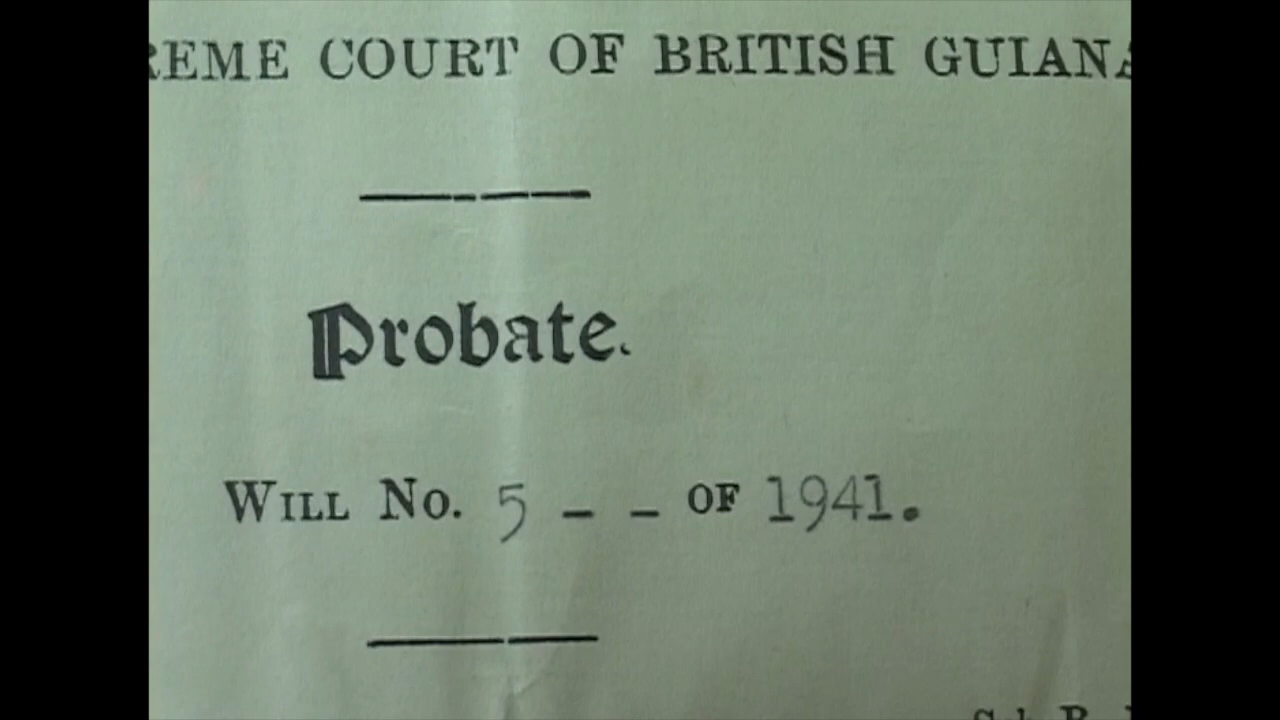 REME COURT OF BRITISH GUIANA
Probate.
WILL No. 5 _ _ OF 1941.